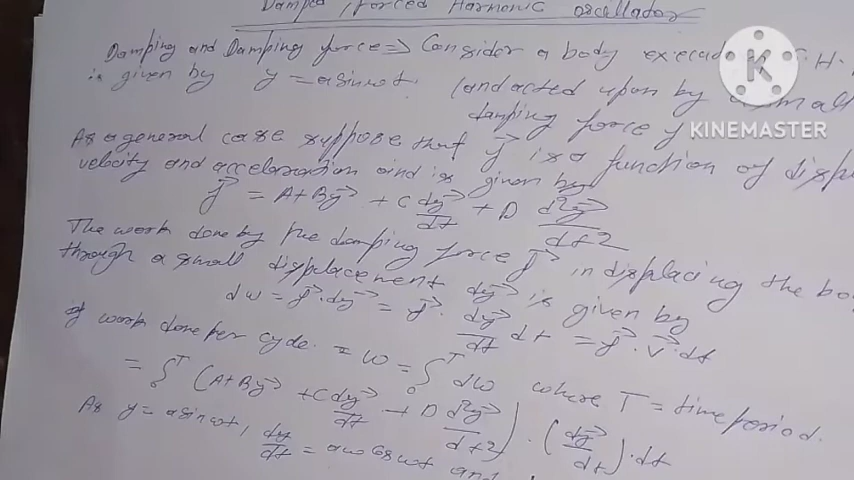 Damped, forced Harmonic oscillator
Damping and Damping force ⇒ Consider a body S.H.
is given by y = a sin ωt. (and acted upon by a small
damping force f
As a general case suppose that f⃗ is a function of
velocity and acceleration and is given by
f⃗ = A + By⃗ + C dy⃗/dt + D d²y⃗/dt²
The work done by the damping force f⃗ in displacing the
through a small displacement dy⃗ is given by
dw = f⃗·dy⃗ = f⃗· dy⃗/dt dt = f⃗·v⃗·dt
of work done per cycle. = W = ₀∫ᵀ dw where T = time period.
= ₀∫ᵀ (A + By⃗ + C dy⃗/dt + D d²y⃗/dt²) · (dy⃗/dt) · dt
As y = a sin ωt, dy/dt = aω cos ωt and
K
KINEMASTER